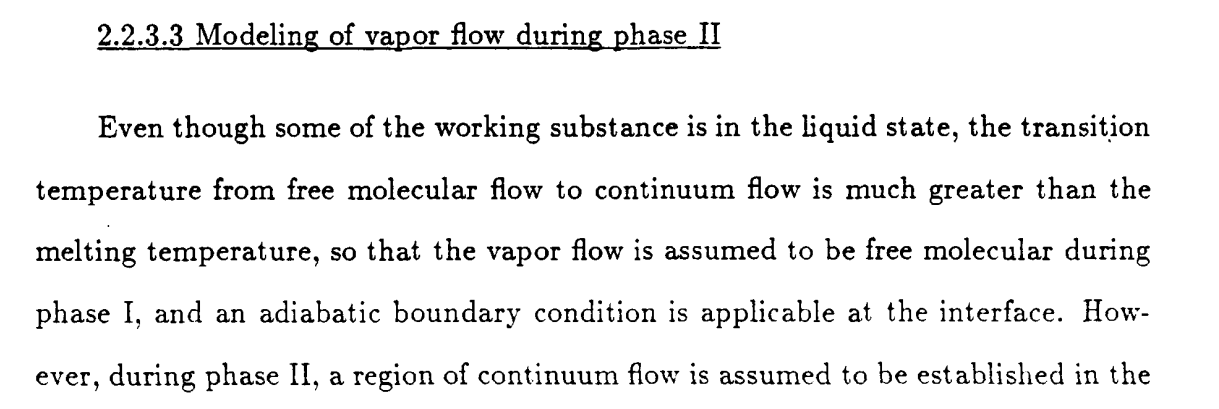 2.2.3.3 Modeling of vapor flow during phase II
Even though some of the working substance is in the liquid state, the transition
temperature from free molecular flow to continuum flow is much greater than the
melting temperature, so that the vapor flow is assumed to be free molecular during
phase I, and an adiabatic boundary condition is applicable at the interface. How-
ever, during phase II, a region of continuum flow is assumed to be established in the